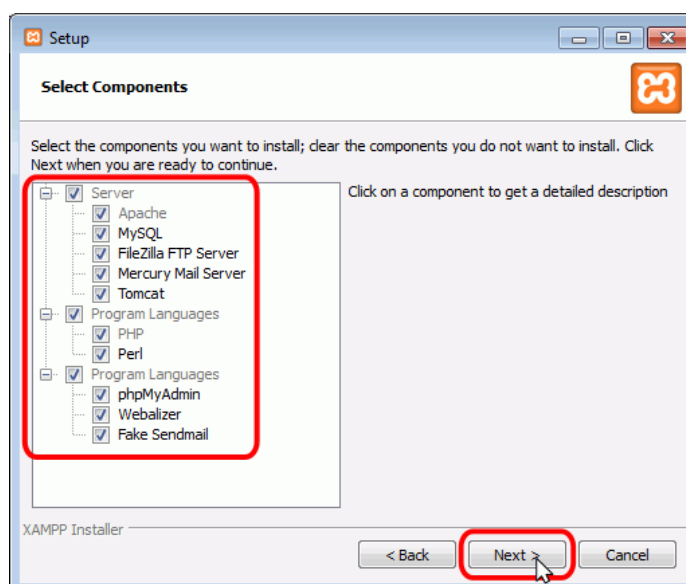 Setup
Select Components
Select the components you want to install; clear the components you do not want to install. Click
Next when you are ready to continue.
Server
Apache
MySQL
FileZilla FTP Server
Mercury Mail Server
Tomcat
Program Languages
PHP
Perl
Program Languages
phpMyAdmin
Webalizer
Fake Sendmail
Click on a component to get a detailed description
XAMPP Installer
< Back Next > Cancel